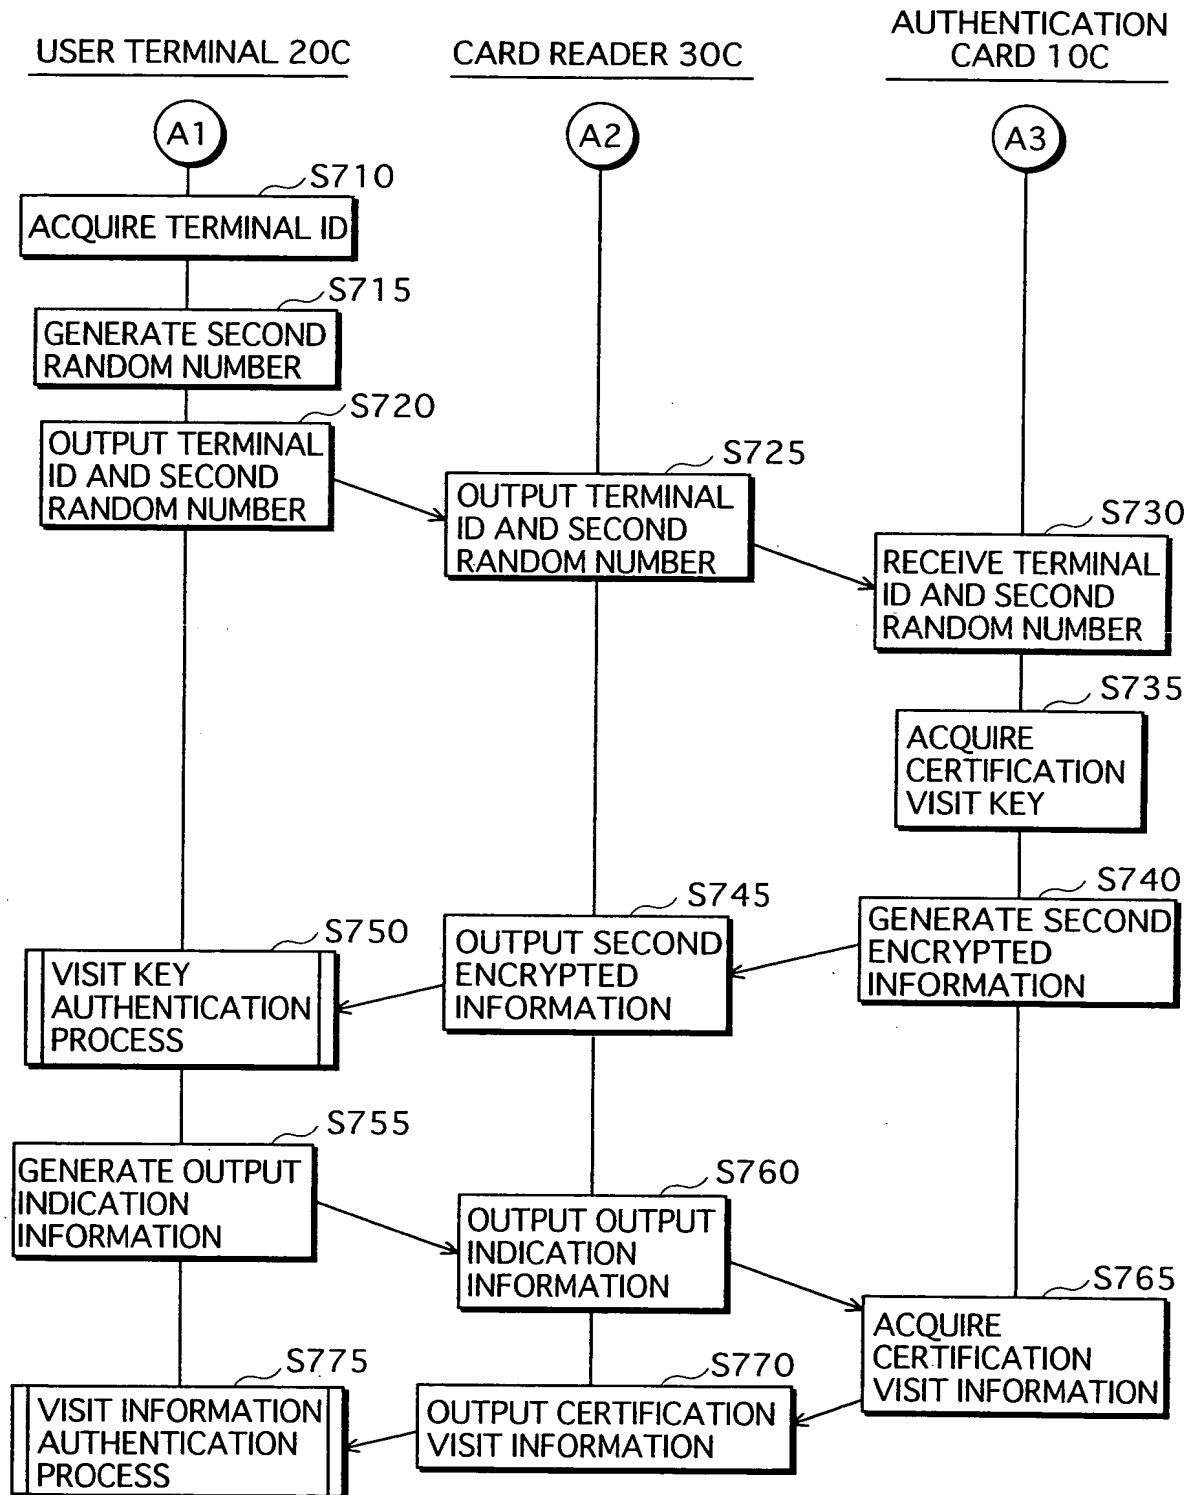 USER TERMINAL 20C
CARD READER 30C
AUTHENTICATION
CARD 10C
A1
A2
A3
S710
ACQUIRE TERMINAL ID
S715
GENERATE SECOND
RANDOM NUMBER
S720
OUTPUT TERMINAL
ID AND SECOND
RANDOM NUMBER
S725
OUTPUT TERMINAL
ID AND SECOND
RANDOM NUMBER
S730
RECEIVE TERMINAL
ID AND SECOND
RANDOM NUMBER
S735
ACQUIRE
CERTIFICATION
VISIT KEY
S740
GENERATE SECOND
ENCRYPTED
INFORMATION
S745
OUTPUT SECOND
ENCRYPTED
INFORMATION
S750
VISIT KEY
AUTHENTICATION
PROCESS
S755
GENERATE OUTPUT
INDICATION
INFORMATION
S760
OUTPUT OUTPUT
INDICATION
INFORMATION
S765
ACQUIRE
CERTIFICATION
VISIT INFORMATION
S770
OUTPUT CERTIFICATION
VISIT INFORMATION
S775
VISIT INFORMATION
AUTHENTICATION
PROCESS